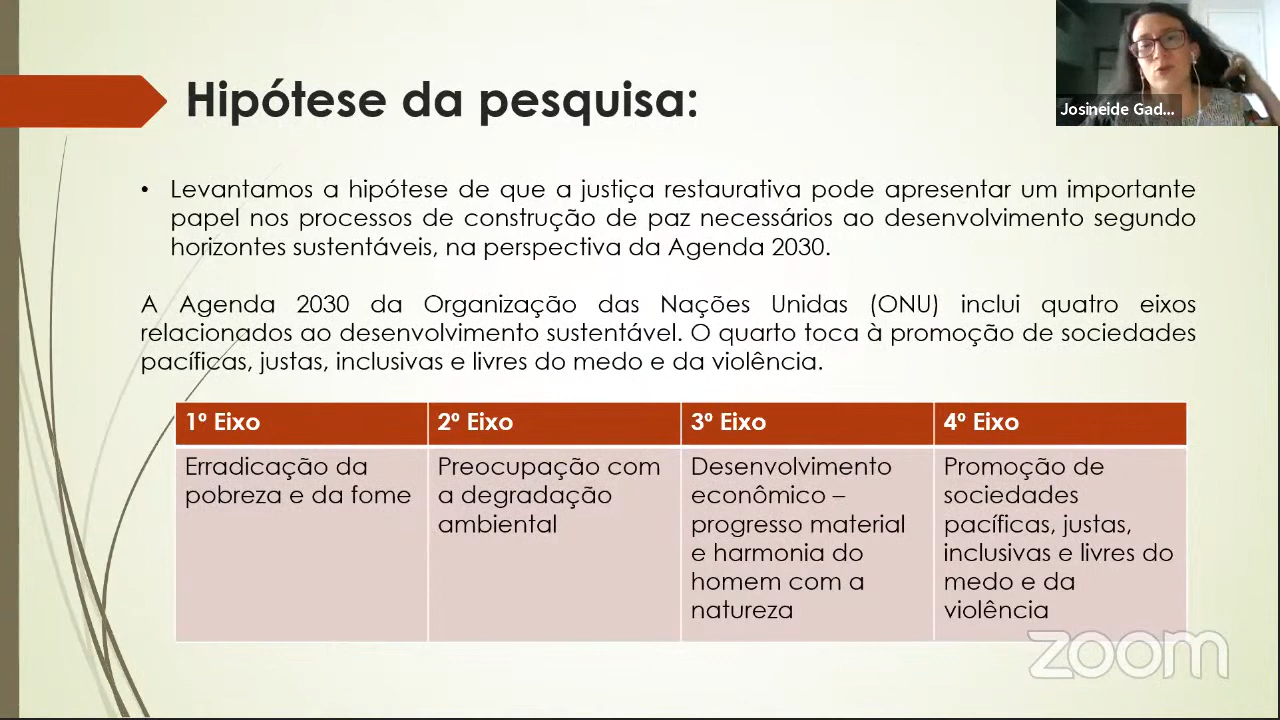 Hipótese da pesquisa:
Josineide Gad...
• Levantamos a hipótese de que a justiça restaurativa pode apresentar um importante
papel nos processos de construção de paz necessários ao desenvolvimento segundo
horizontes sustentáveis, na perspectiva da Agenda 2030.
A Agenda 2030 da Organização das Nações Unidas (ONU) inclui quatro eixos
relacionados ao desenvolvimento sustentável. O quarto toca à promoção de sociedades
pacíficas, justas, inclusivas e livres do medo e da violência.
1º Eixo
2º Eixo
3º Eixo
4º Eixo
Erradicação da
pobreza e da fome
Preocupação com
a degradação
ambiental
Desenvolvimento
econômico –
progresso material
e harmonia do
homem com a
natureza
Promoção de
sociedades
pacíficas, justas,
inclusivas e livres do
medo e da
violência
zoom